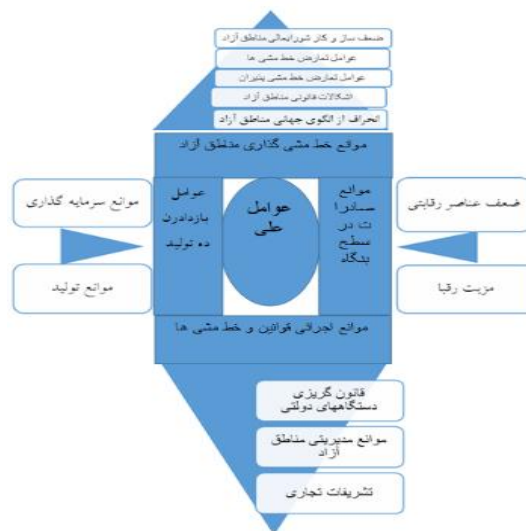 ضعف ساز و کار شورایعالی مناطق آزاد
عوامل تعارض خط مشی ها
عوامل تعارض خط مشی پذیران
اشکالات قانونی مناطق آزاد
انحراف از الگوی جهانی مناطق آزاد
موانع خط مشی گذاری مناطق آزاد
موانع
صادرا
ت در
سطح
بنگاه
عوامل
علی
عوامل
بازدادرن
ده تولید
ضعف عناصر رقابتی
مزیت رقبا
موانع سرمایه گذاری
موانع تولید
موانع اجرائی قوانین و خط مشی ها
قانون گریزی
دستگاههای دولتی
موانع مدیریتی مناطق
آزاد
تشریفات تجاری